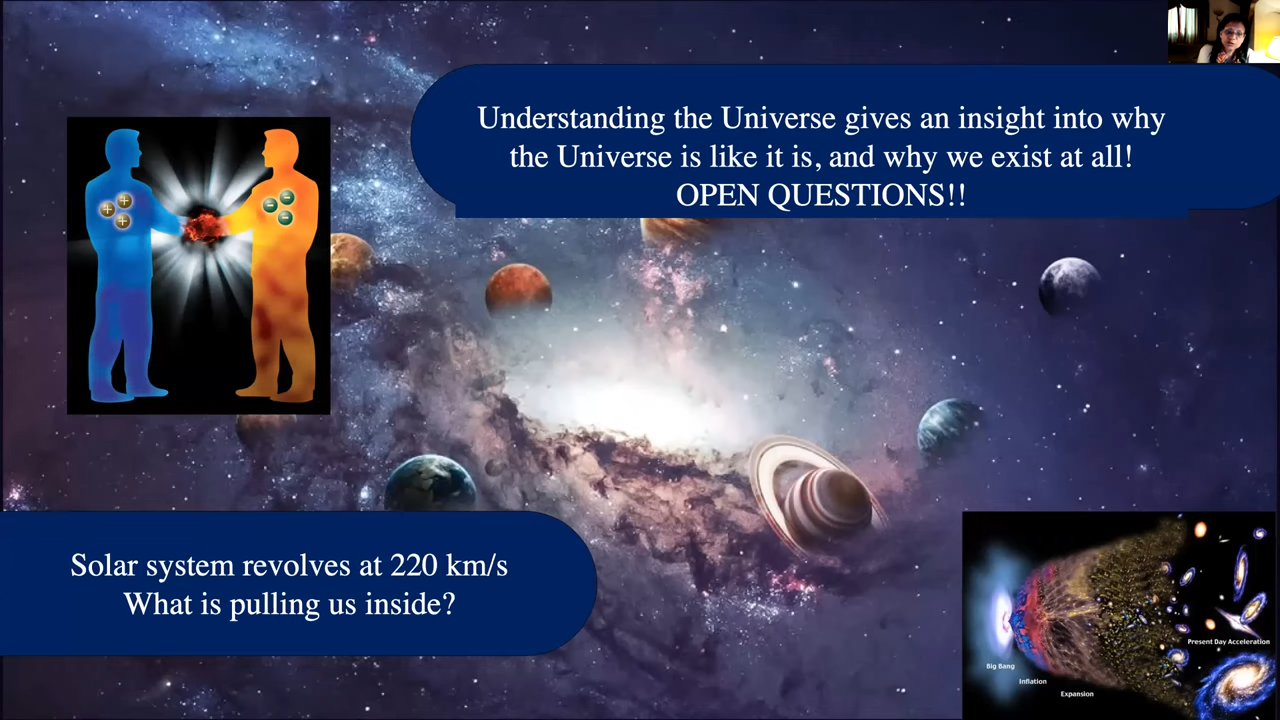 Understanding the Universe gives an insight into why
the Universe is like it is, and why we exist at all!
OPEN QUESTIONS!!
+
+
+
-
-
-
Solar system revolves at 220 km/s
What is pulling us inside?
Present Day Acceleration
Big Bang
Inflation
Expansion